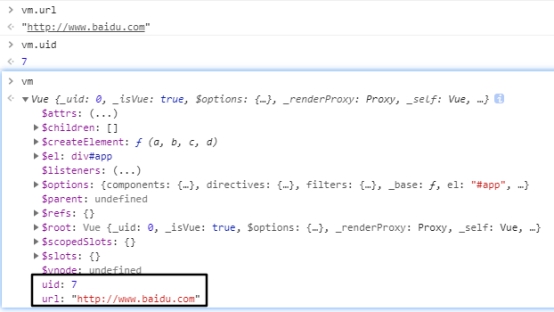 > vm.url
< "http://www.baidu.com"
> vm.uid
< 7
> vm
< ▼ Vue {_uid: 0, _isVue: true, $options: {…}, _renderProxy: Proxy, _self: Vue, …} i
▶ $attrs: (...)
▶ $children: []
▶ $createElement: ƒ (a, b, c, d)
▶ $el: div#app
▶ $listeners: (...)
▶ $options: {components: {…}, directives: {…}, filters: {…}, _base: ƒ, el: "#app", …}
$parent: undefined
▶ $refs: {}
▶ $root: Vue {_uid: 0, _isVue: true, $options: {…}, _renderProxy: Proxy, _self: Vue, …}
▶ $scopedSlots: {}
▶ $slots: {}
$vnode: undefined
uid: 7
url: "http://www.baidu.com"